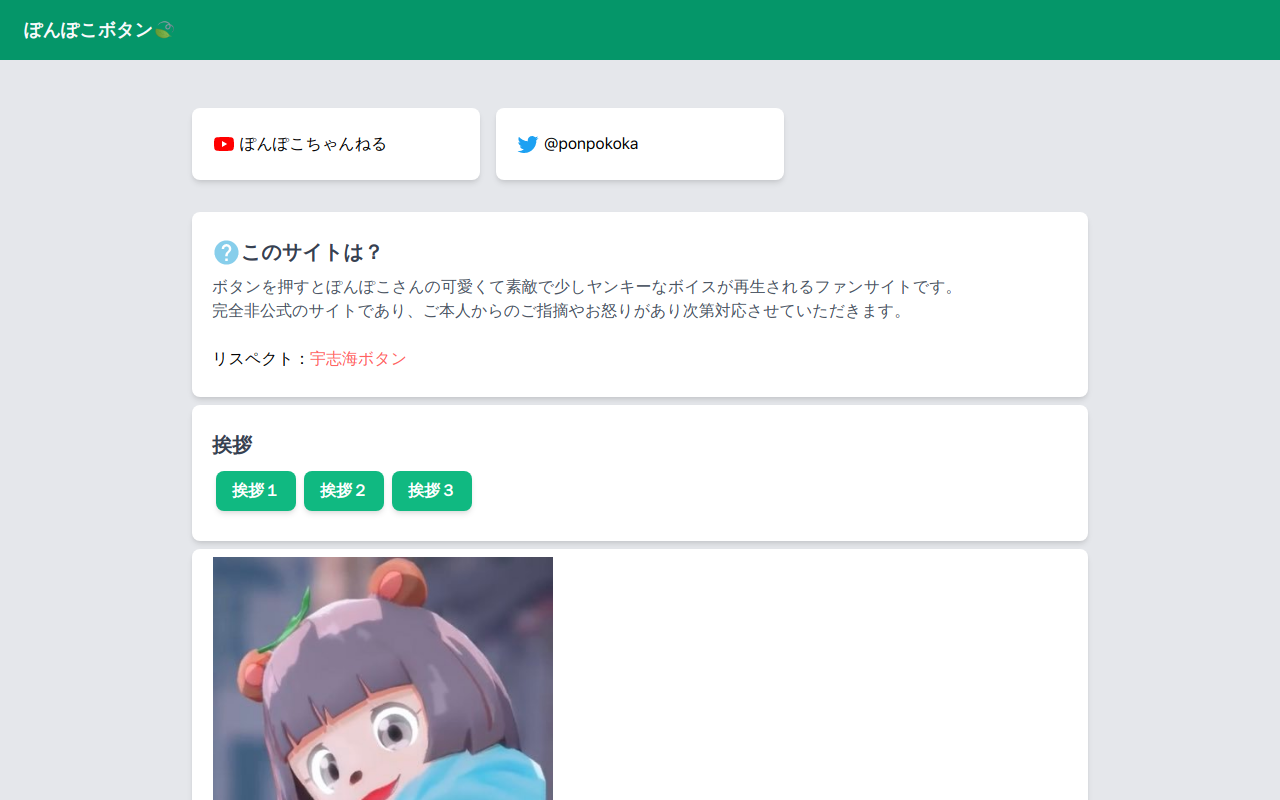 ぽんぽこボタン
ぽんぽこちゃんねる
@ponpokoka
このサイトは？
ボタンを押すとぽんぽこさんの可愛くて素敵で少しヤンキーなボイスが再生されるファンサイトです。
完全非公式のサイトであり、ご本人からのご指摘やお怒りがあり次第対応させていただきます。
リスペクト：宇志海ボタン
挨拶
挨拶１
挨拶２
挨拶３